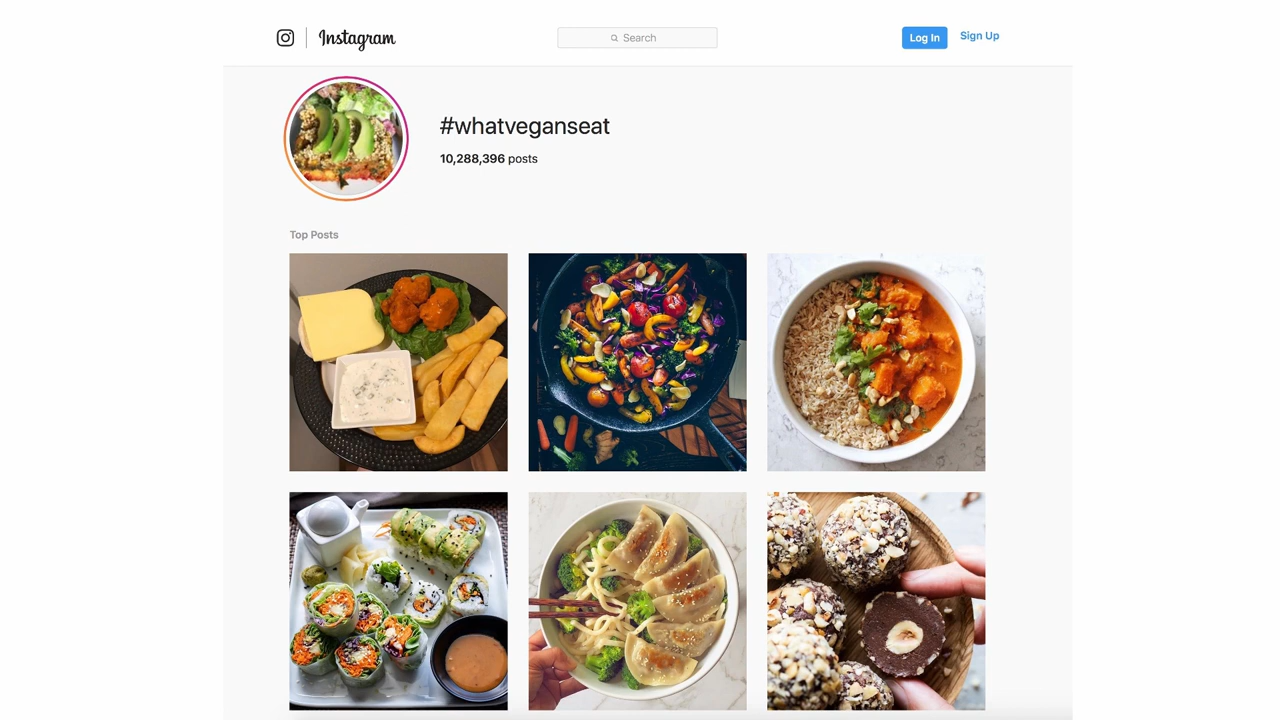 Instagram
Search
Log In
Sign Up
#whatveganseat
10,288,396 posts
Top Posts